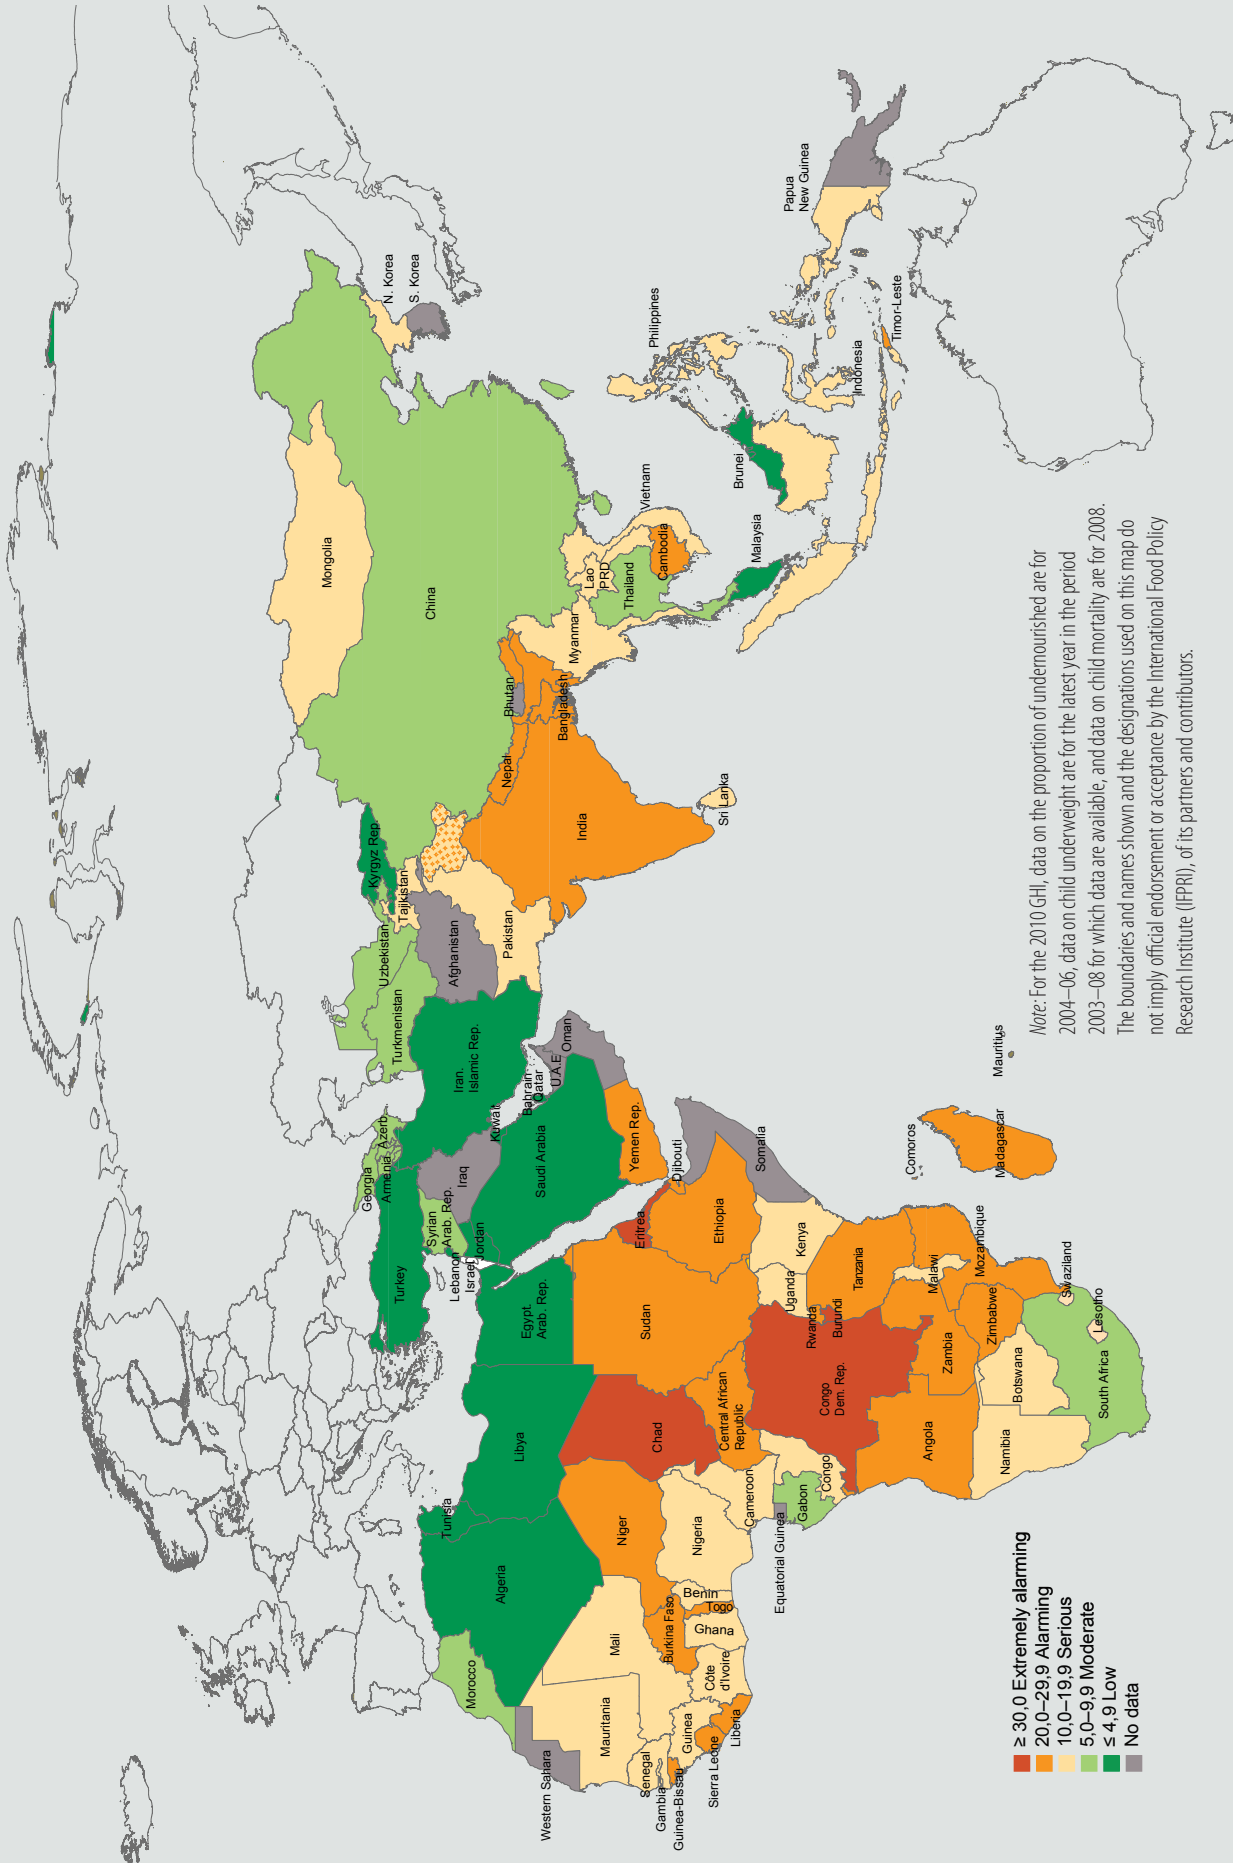 N. Korea
S. Korea
Mongolia
China
Papua
New Guinea
Philippines
Timor-Leste
Indonesia
Brunei
Malaysia
Vietnam
Cambodia
Lao
PRD
Thailand
Myanmar
Bhutan
Bangladesh
Nepal
India
Sri Lanka
Kyrgyz Rep.
Tajikistan
Uzbekistan
Turkmenistan
Afghanistan
Pakistan
Iran.
Islamic Rep.
Oman
U.A.E
Qatar
Bahrain
Kuwait
Saudi Arabia
Yemen Rep.
Iraq
Azerb.
Armenia
Georgia
Syrian
Arab. Rep.
Jordan
Lebanon
Israel
Turkey
Egypt.
Arab. Rep.
Libya
Tunisia
Algeria
Morocco
Western Sahara
Mauritania
Mali
Niger
Chad
Sudan
Eritrea
Djibouti
Ethiopia
Somalia
Kenya
Uganda
Rwanda
Burundi
Tanzania
Congo
Dem. Rep.
Central African
Republic
Cameroon
Nigeria
Benin
Togo
Ghana
Burkina Faso
Côte
d'Ivoire
Liberia
Guinea
Sierra Leone
Guinea-Bissau
Gambia
Senegal
Equatorial Guinea
Gabon
Congo
Angola
Zambia
Malawi
Mozambique
Zimbabwe
Botswana
Namibia
South Africa
Lesotho
Swaziland
Comoros
Madagascar
Mauritius
≥ 30,0 Extremely alarming
20,0–29,9 Alarming
10,0–19,9 Serious
5,0–9,9 Moderate
≤ 4,9 Low
No data
Note: For the 2010 GHI, data on the proportion of undernourished are for
2004–06, data on child underweight are for the latest year in the period
2003–08 for which data are available, and data on child mortality are for 2008.
The boundaries and names shown and the designations used on this map do
not imply official endorsement or acceptance by the International Food Policy
Research Institute (IFPRI), of its partners and contributors.